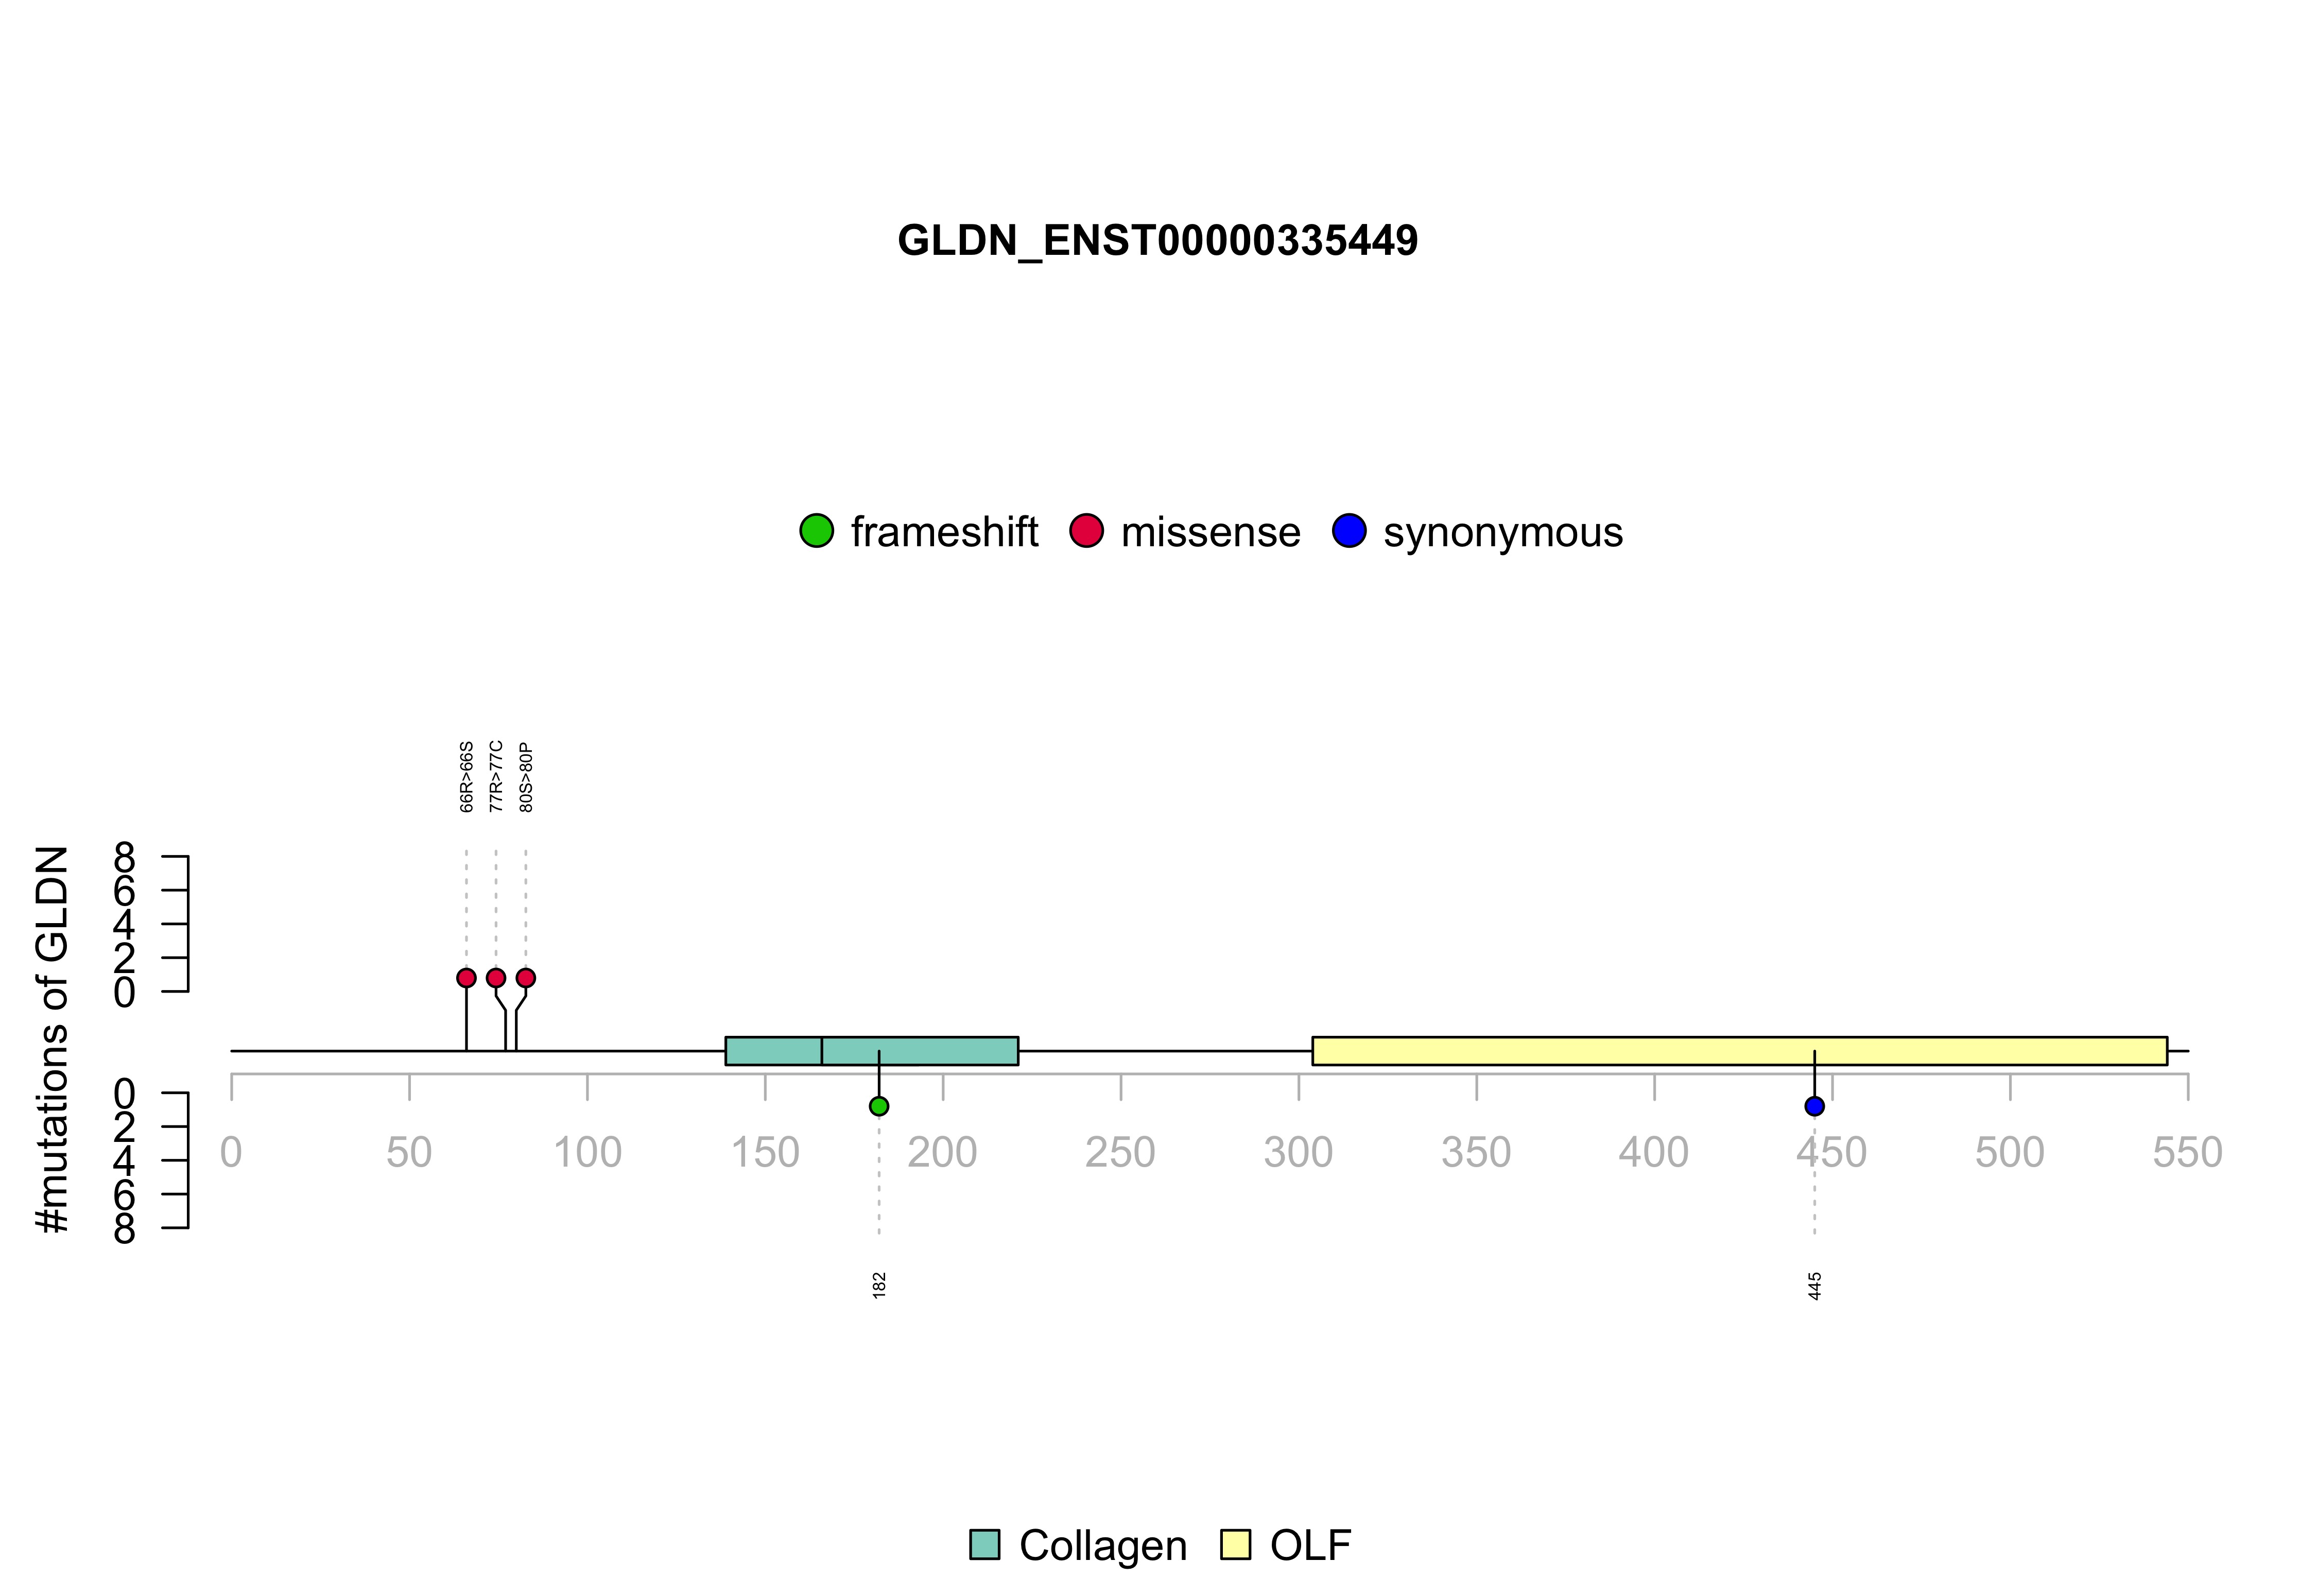 GLDN_ENST00000335449
frameshift missense synonymous
66R>66S
77R>77C
80S>80P
#mutations of GLDN
8
6
4
2
0
0
2
4
6
8
0 50 100 150 200 250 300 350 400 450 500 550
182
445
Collagen OLF